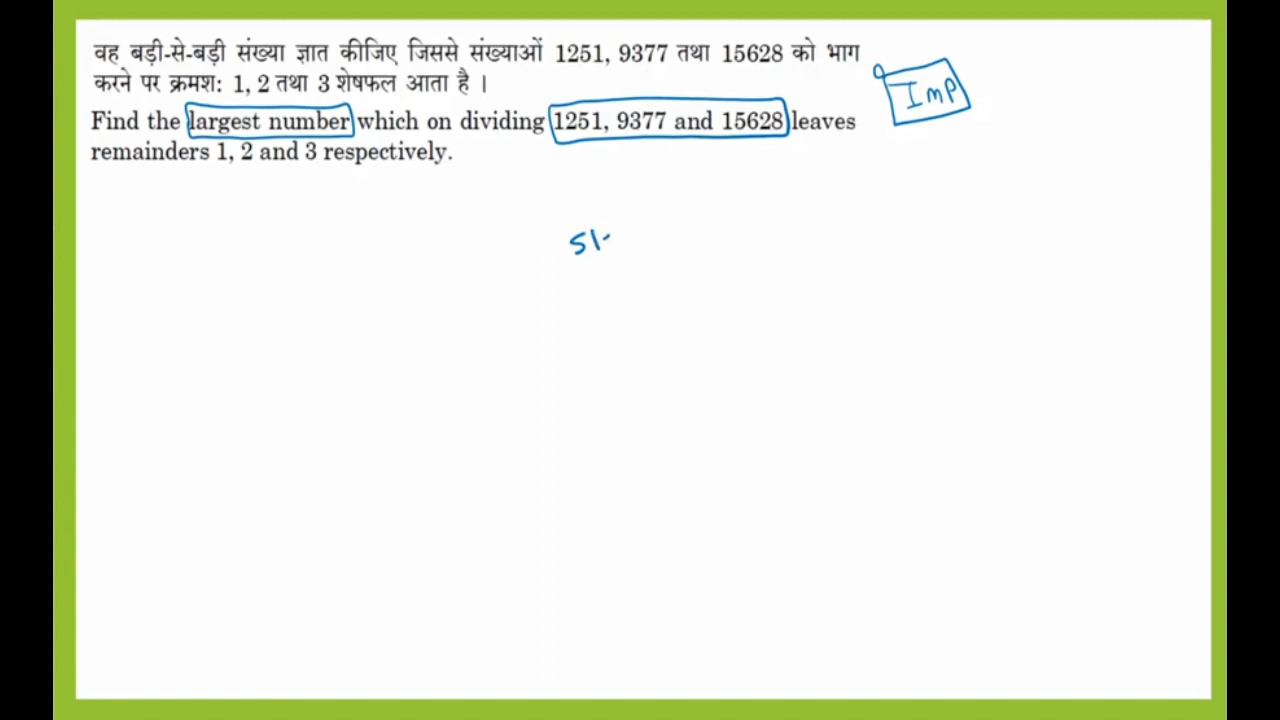 वह बड़ी-से-बड़ी संख्या ज्ञात कीजिए जिससे संख्याओं 1251, 9377 तथा 15628 को भाग
करने पर क्रमश: 1, 2 तथा 3 शेषफल आता है ।
Imp
Find the largest number which on dividing 1251, 9377 and 15628 leaves
remainders 1, 2 and 3 respectively.